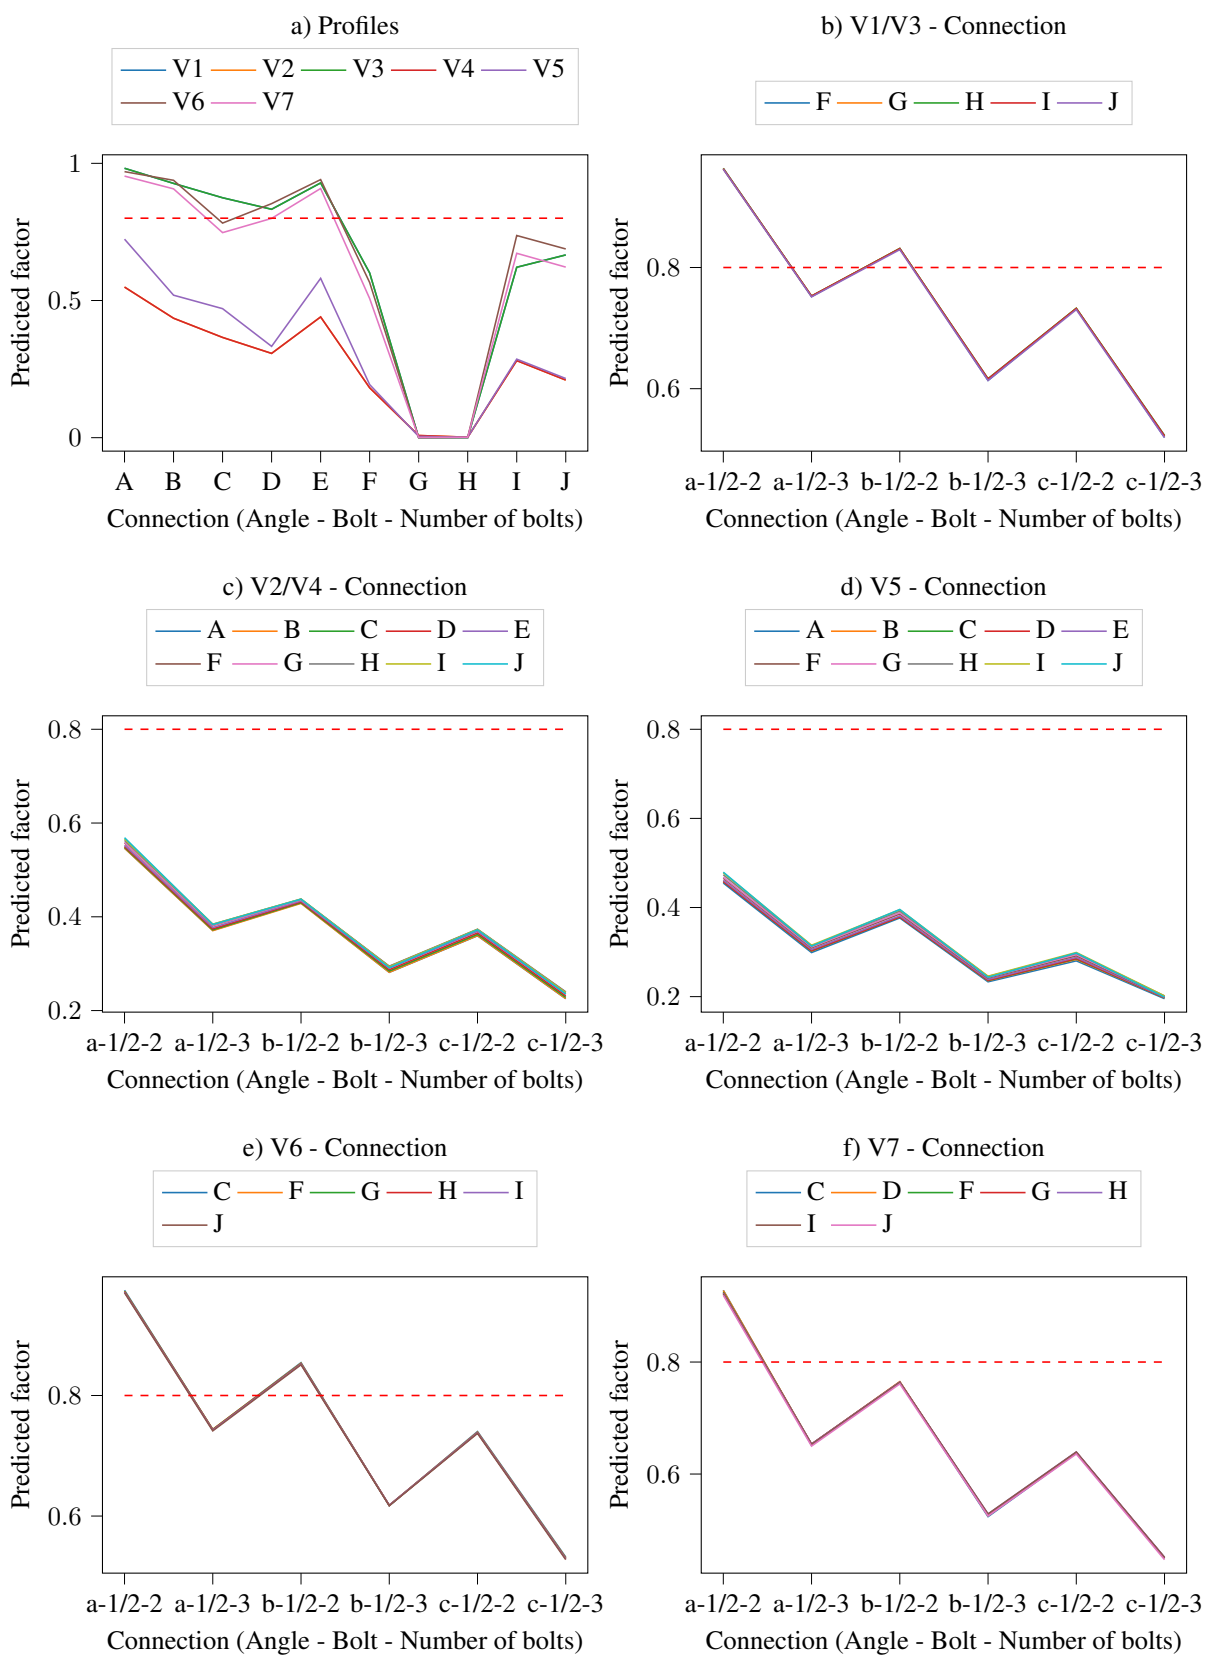 a) Profiles
V1 V2 V3 V4 V5
V6 V7
1
0.5
0
Predicted factor
A B C D E F G H I J
Connection (Angle - Bolt - Number of bolts)
b) V1/V3 - Connection
F G H I J
0.8
0.6
Predicted factor
a-1/2-2 a-1/2-3 b-1/2-2 b-1/2-3 c-1/2-2 c-1/2-3
Connection (Angle - Bolt - Number of bolts)
c) V2/V4 - Connection
A B C D E
F G H I J
0.8
0.6
0.4
0.2
Predicted factor
a-1/2-2 a-1/2-3 b-1/2-2 b-1/2-3 c-1/2-2 c-1/2-3
Connection (Angle - Bolt - Number of bolts)
d) V5 - Connection
A B C D E
F G H I J
0.8
0.6
0.4
0.2
Predicted factor
a-1/2-2 a-1/2-3 b-1/2-2 b-1/2-3 c-1/2-2 c-1/2-3
Connection (Angle - Bolt - Number of bolts)
e) V6 - Connection
C F G H I
J
0.8
0.6
Predicted factor
a-1/2-2 a-1/2-3 b-1/2-2 b-1/2-3 c-1/2-2 c-1/2-3
Connection (Angle - Bolt - Number of bolts)
f) V7 - Connection
C D F G H
I J
0.8
0.6
Predicted factor
a-1/2-2 a-1/2-3 b-1/2-2 b-1/2-3 c-1/2-2 c-1/2-3
Connection (Angle - Bolt - Number of bolts)